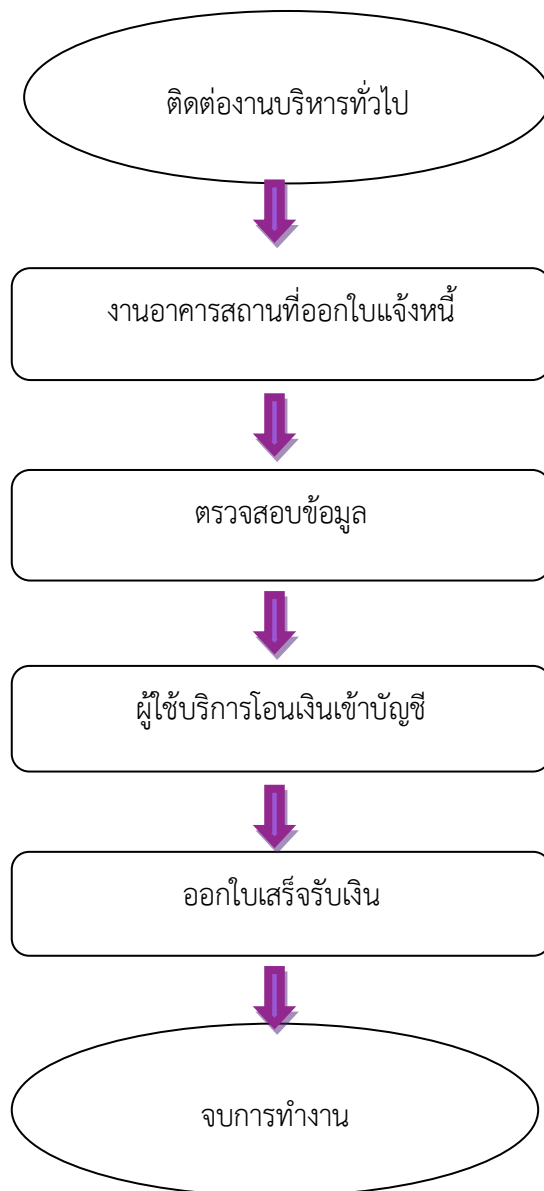 ติดต่องานบริหารทั่วไป
งานอาคารสถานที่ออกใบแจ้งหนี้
ตรวจสอบข้อมูล
ผู้ใช้บริการโอนเงินเข้าบัญชี
ออกใบเสร็จรับเงิน
จบการทำงาน